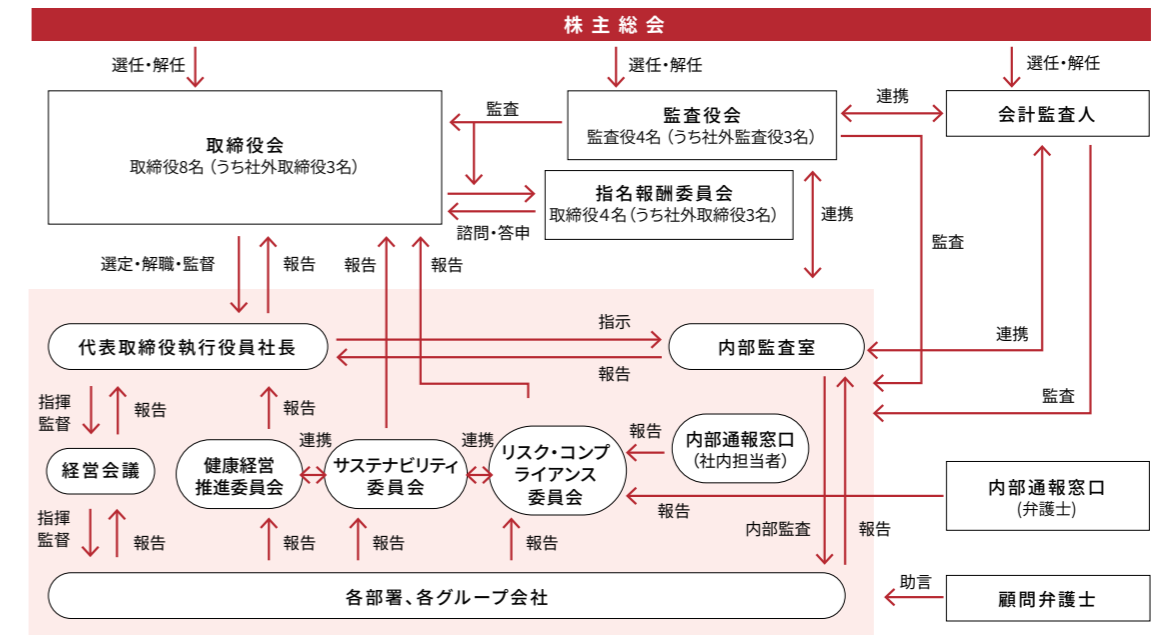 株主総会
選任・解任
選任・解任
選任・解任
取締役会
取締役8名（うち社外取締役3名）
監査
監査役会
監査役4名（うち社外監査役3名）
連携
会計監査人
指名報酬委員会
取締役4名（うち社外取締役3名）
諮問・答申
連携
監査
選定・解職・監督
報告
報告
報告
代表取締役執行役員社長
指示
報告
内部監査室
連携
監査
指揮
監督
報告
報告
経営会議
健康経営
推進委員会
連携
サステナビリティ
委員会
連携
リスク・コンプ
ライアンス
委員会
報告
内部通報窓口
（社内担当者）
報告
内部通報窓口
(弁護士)
指揮
監督
報告
報告
報告
報告
内部監査
報告
各部署、各グループ会社
助言
顧問弁護士